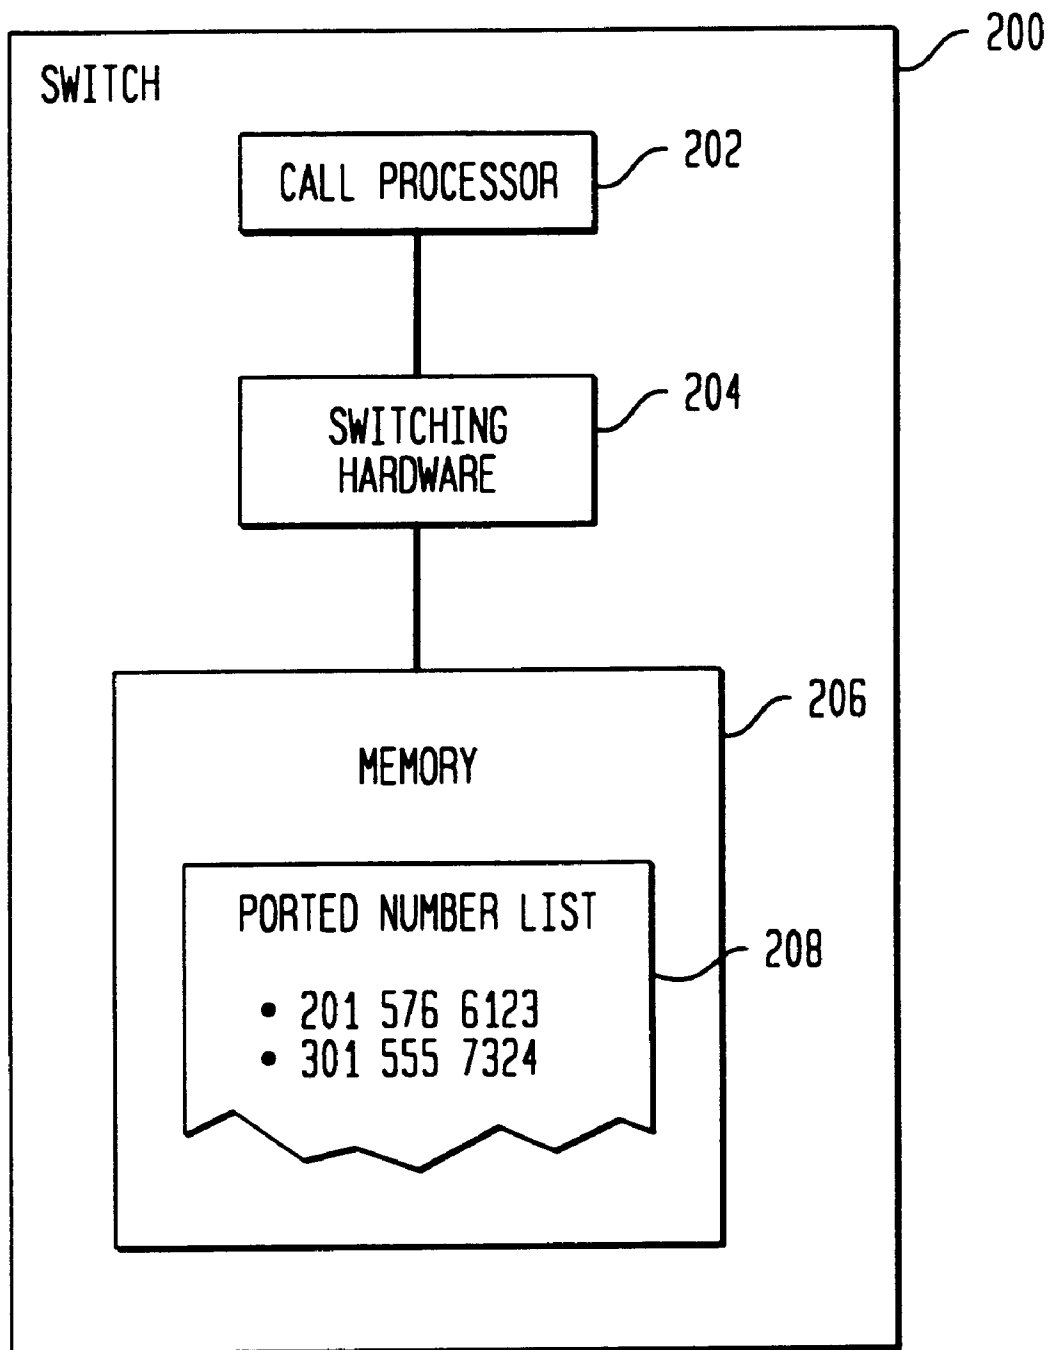 200
SWITCH
202
CALL PROCESSOR
204
SWITCHING
HARDWARE
206
MEMORY
PORTED NUMBER LIST
208
• 201 576 6123
• 301 555 7324